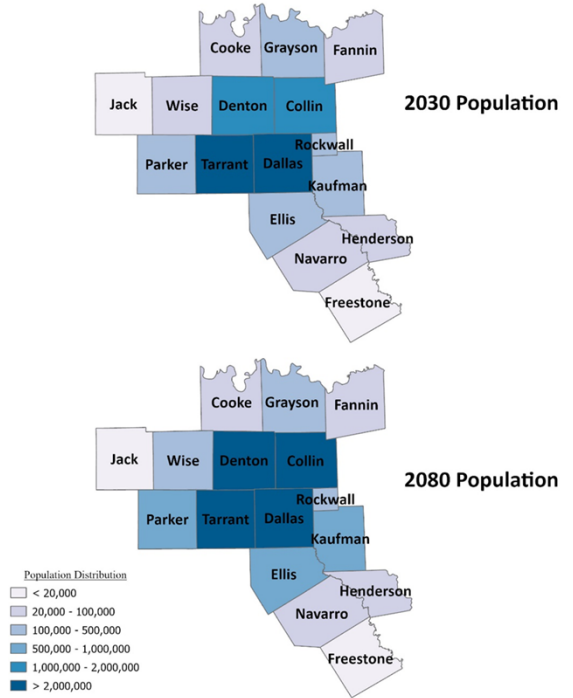 Cooke Grayson Fannin
Jack Wise Denton Collin
2030 Population
Rockwall
Parker Tarrant Dallas
Kaufman
Ellis
Henderson
Navarro
Freestone
Cooke Grayson Fannin
Jack Wise Denton Collin
2080 Population
Rockwall
Parker Tarrant Dallas
Kaufman
Ellis
Henderson
Navarro
Freestone
Population Distribution
< 20,000
20,000 - 100,000
100,000 - 500,000
500,000 - 1,000,000
1,000,000 - 2,000,000
> 2,000,000